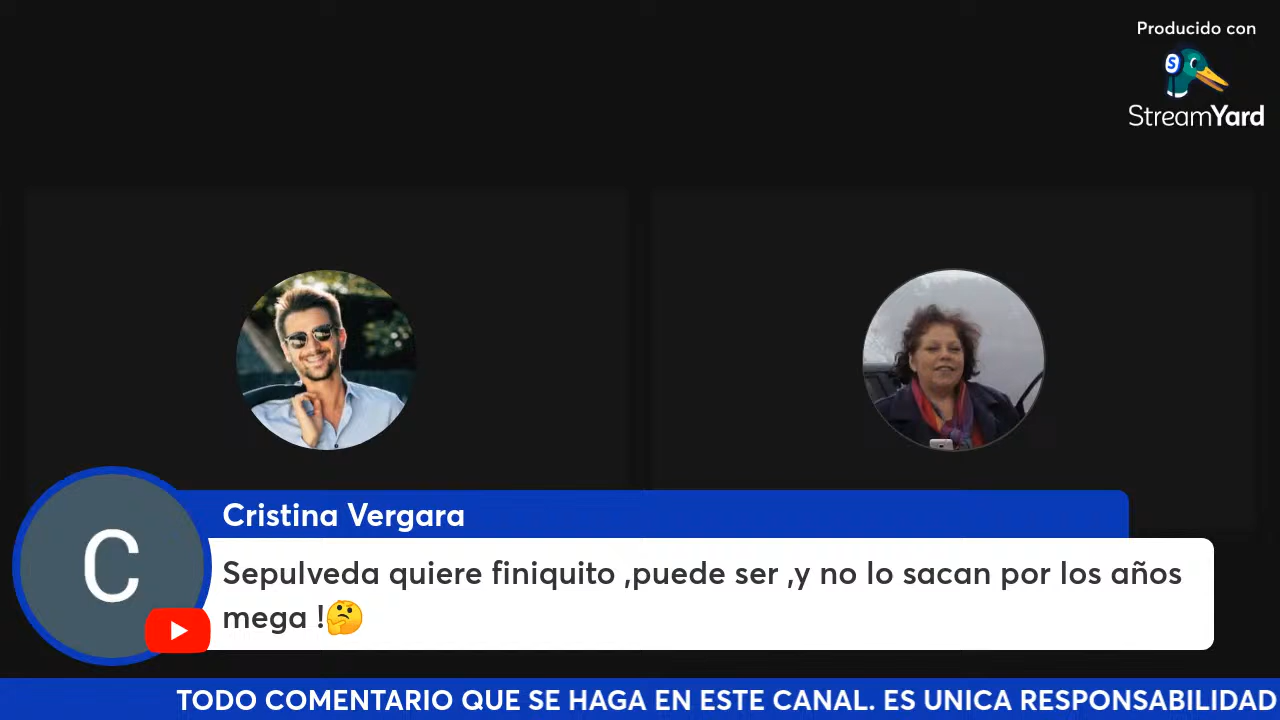 Producido con
StreamYard
Cristina Vergara
Sepulveda quiere finiquito ,puede ser ,y no lo sacan por los años
mega !🤔
TODO COMENTARIO QUE SE HAGA EN ESTE CANAL. ES UNICA RESPONSABILIDAD